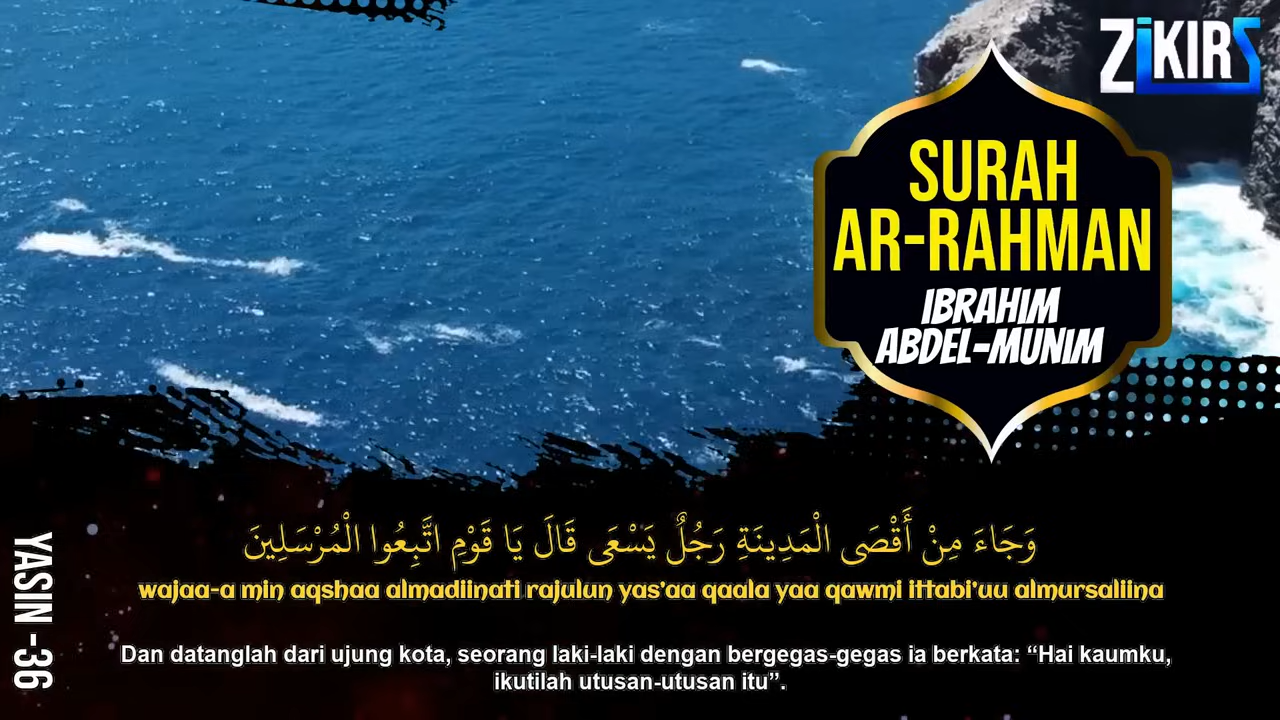 ZiKIRS
SURAH
AR-RAHMAN
IBRAHIM
ABDEL-MUNIM
وَجَاءَ مِنْ أَقْصَى الْمَدِينَةِ رَجُلٌ يَسْعَى قَالَ يَا قَوْمِ اتَّبِعُوا الْمُرْسَلِينَ
wajaa-a min aqshaa almadiinati rajulun yas'aa qaala yaa qawmi ittabi'uu almursaliina
Dan datanglah dari ujung kota, seorang laki-laki dengan bergegas-gegas ia berkata: “Hai kaumku,
ikutilah utusan-utusan itu”.
YASIN -36